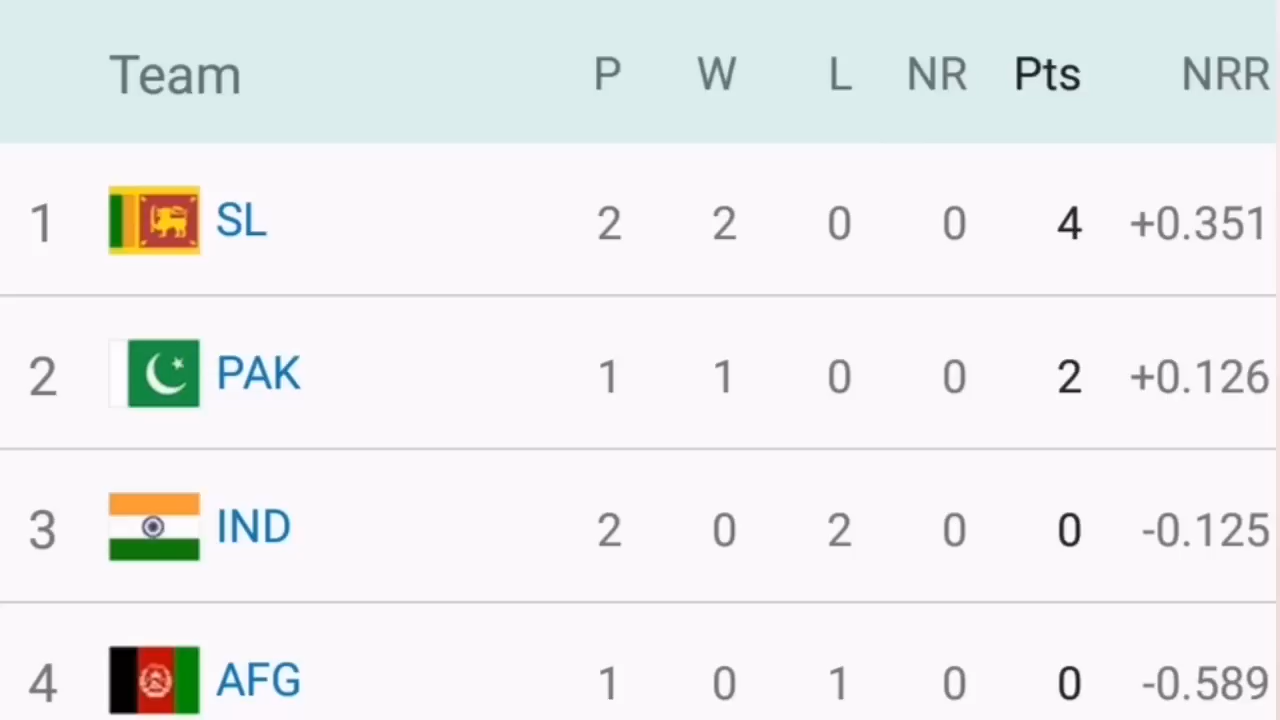 Team P W L NR Pts NRR
1 SL 2 2 0 0 4 +0.351
2 PAK 1 1 0 0 2 +0.126
3 IND 2 0 2 0 0 -0.125
4 AFG 1 0 1 0 0 -0.589